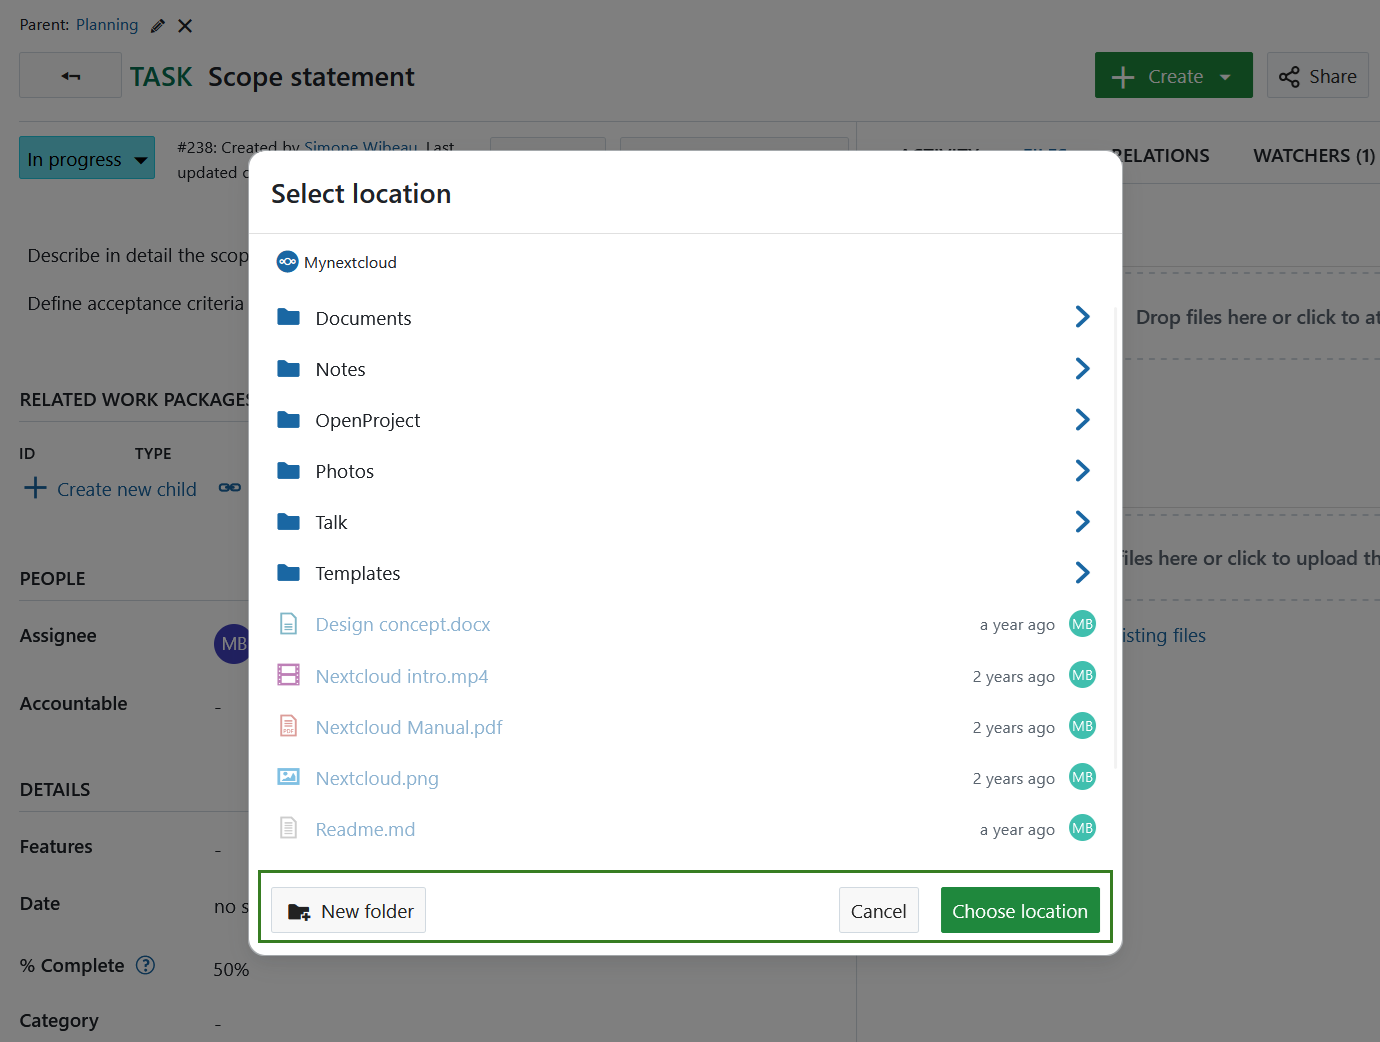 Parent: Planning
TASK Scope statement
Create
Share
In progress
#238: Created by Simone Wibeau. Last
updated
FILES
RELATIONS
WATCHERS (1)
Select location
Mynextcloud
Describe in detail the
Define acceptance criteria
Documents
Notes
OpenProject
Photos
Talk
Templates
Design concept.docx a year ago MB
Nextcloud intro.mp4 2 years ago MB
Nextcloud Manual.pdf 2 years ago MB
Nextcloud.png 2 years ago MB
Readme.md a year ago MB
New folder
Cancel
Choose location
Drop files here or click to
files here or click to upload
files
RELATED WORK PACKAGES
ID TYPE
Create new child
PEOPLE
Assignee MB
Accountable -
DETAILS
Features -
Date no
% Complete ? 50%
Category -